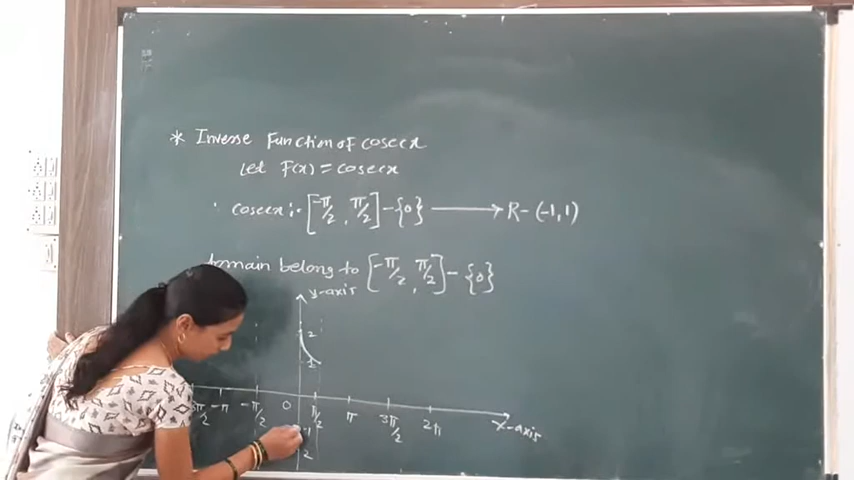 * Inverse Function of cosecx
Let F(x) = cosecx
cosecx :- [-π/2, π/2] - {0} → R - (-1, 1)
domain belong to [-π/2, π/2] - {0}
y-axis
2
1
3π/2 -π -π/2 0 π/2 π 3π/2 2π x-axis
-1
2